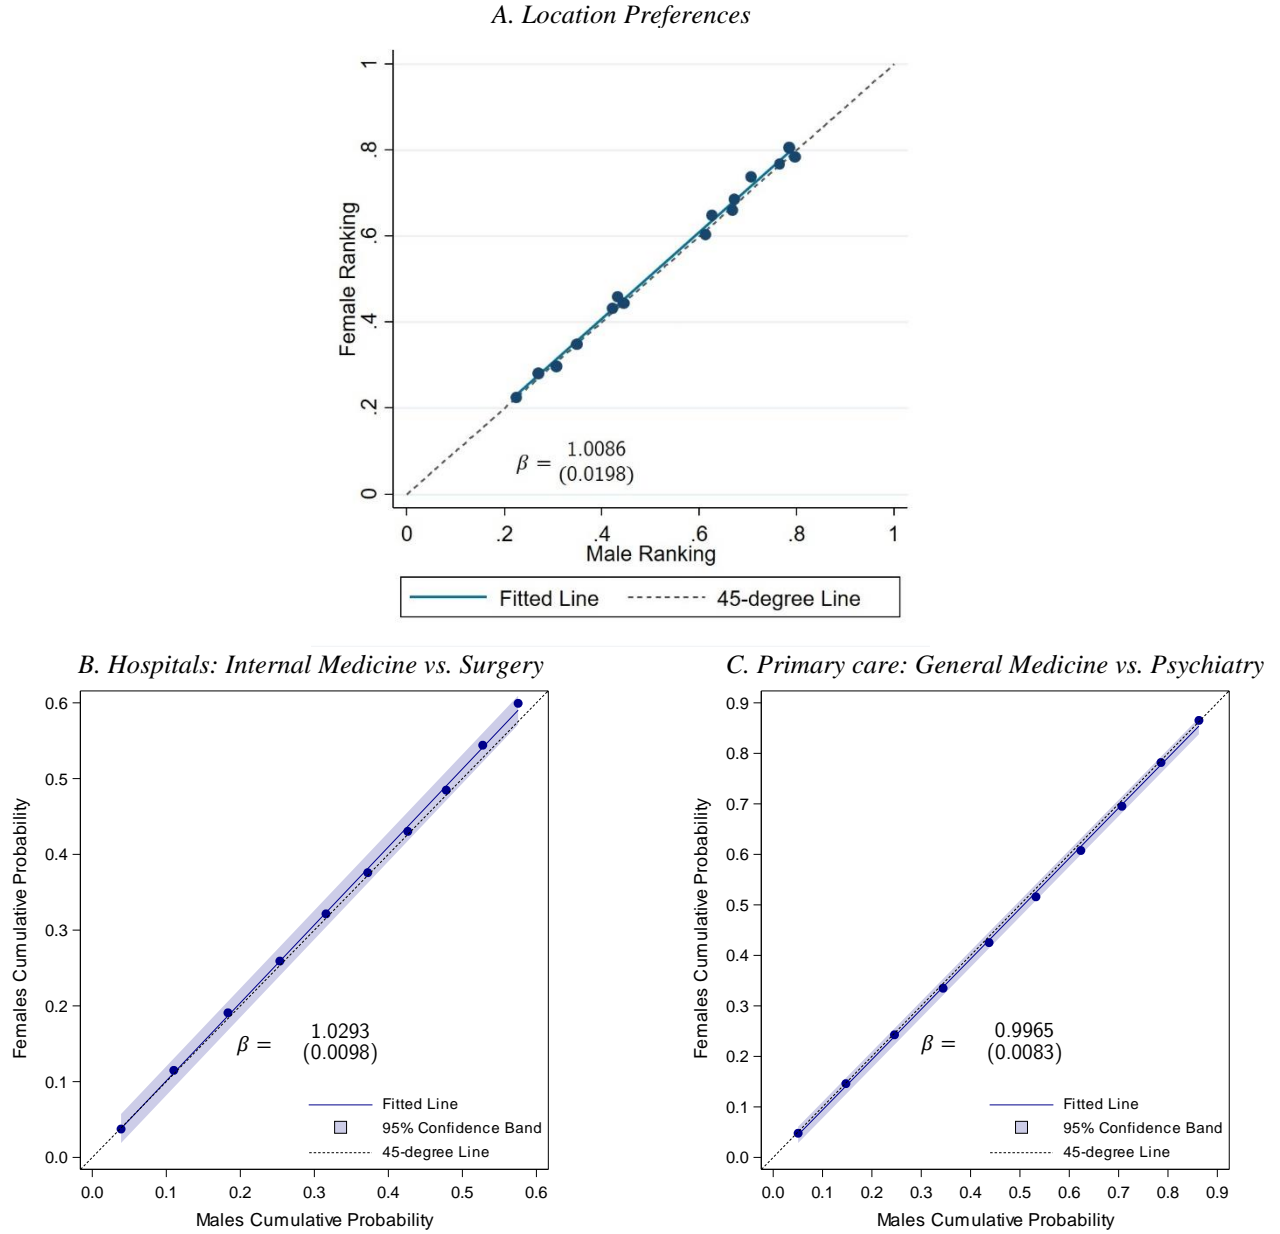 A. Location Preferences
1
.8
.6
.4
.2
0
Female Ranking
β = 1.0086
(0.0198)
0 .2 .4 .6 .8 1
Male Ranking
Fitted Line 45-degree Line
B. Hospitals: Internal Medicine vs. Surgery
0.6
0.5
0.4
0.3
0.2
0.1
0.0
Females Cumulative Probability
β = 1.0293
(0.0098)
Fitted Line
95% Confidence Band
45-degree Line
0.0 0.1 0.2 0.3 0.4 0.5 0.6
Males Cumulative Probability
C. Primary care: General Medicine vs. Psychiatry
0.9
0.8
0.7
0.6
0.5
0.4
0.3
0.2
0.1
0.0
Females Cumulative Probability
β = 0.9965
(0.0083)
Fitted Line
95% Confidence Band
45-degree Line
0.0 0.1 0.2 0.3 0.4 0.5 0.6 0.7 0.8 0.9
Males Cumulative Probability